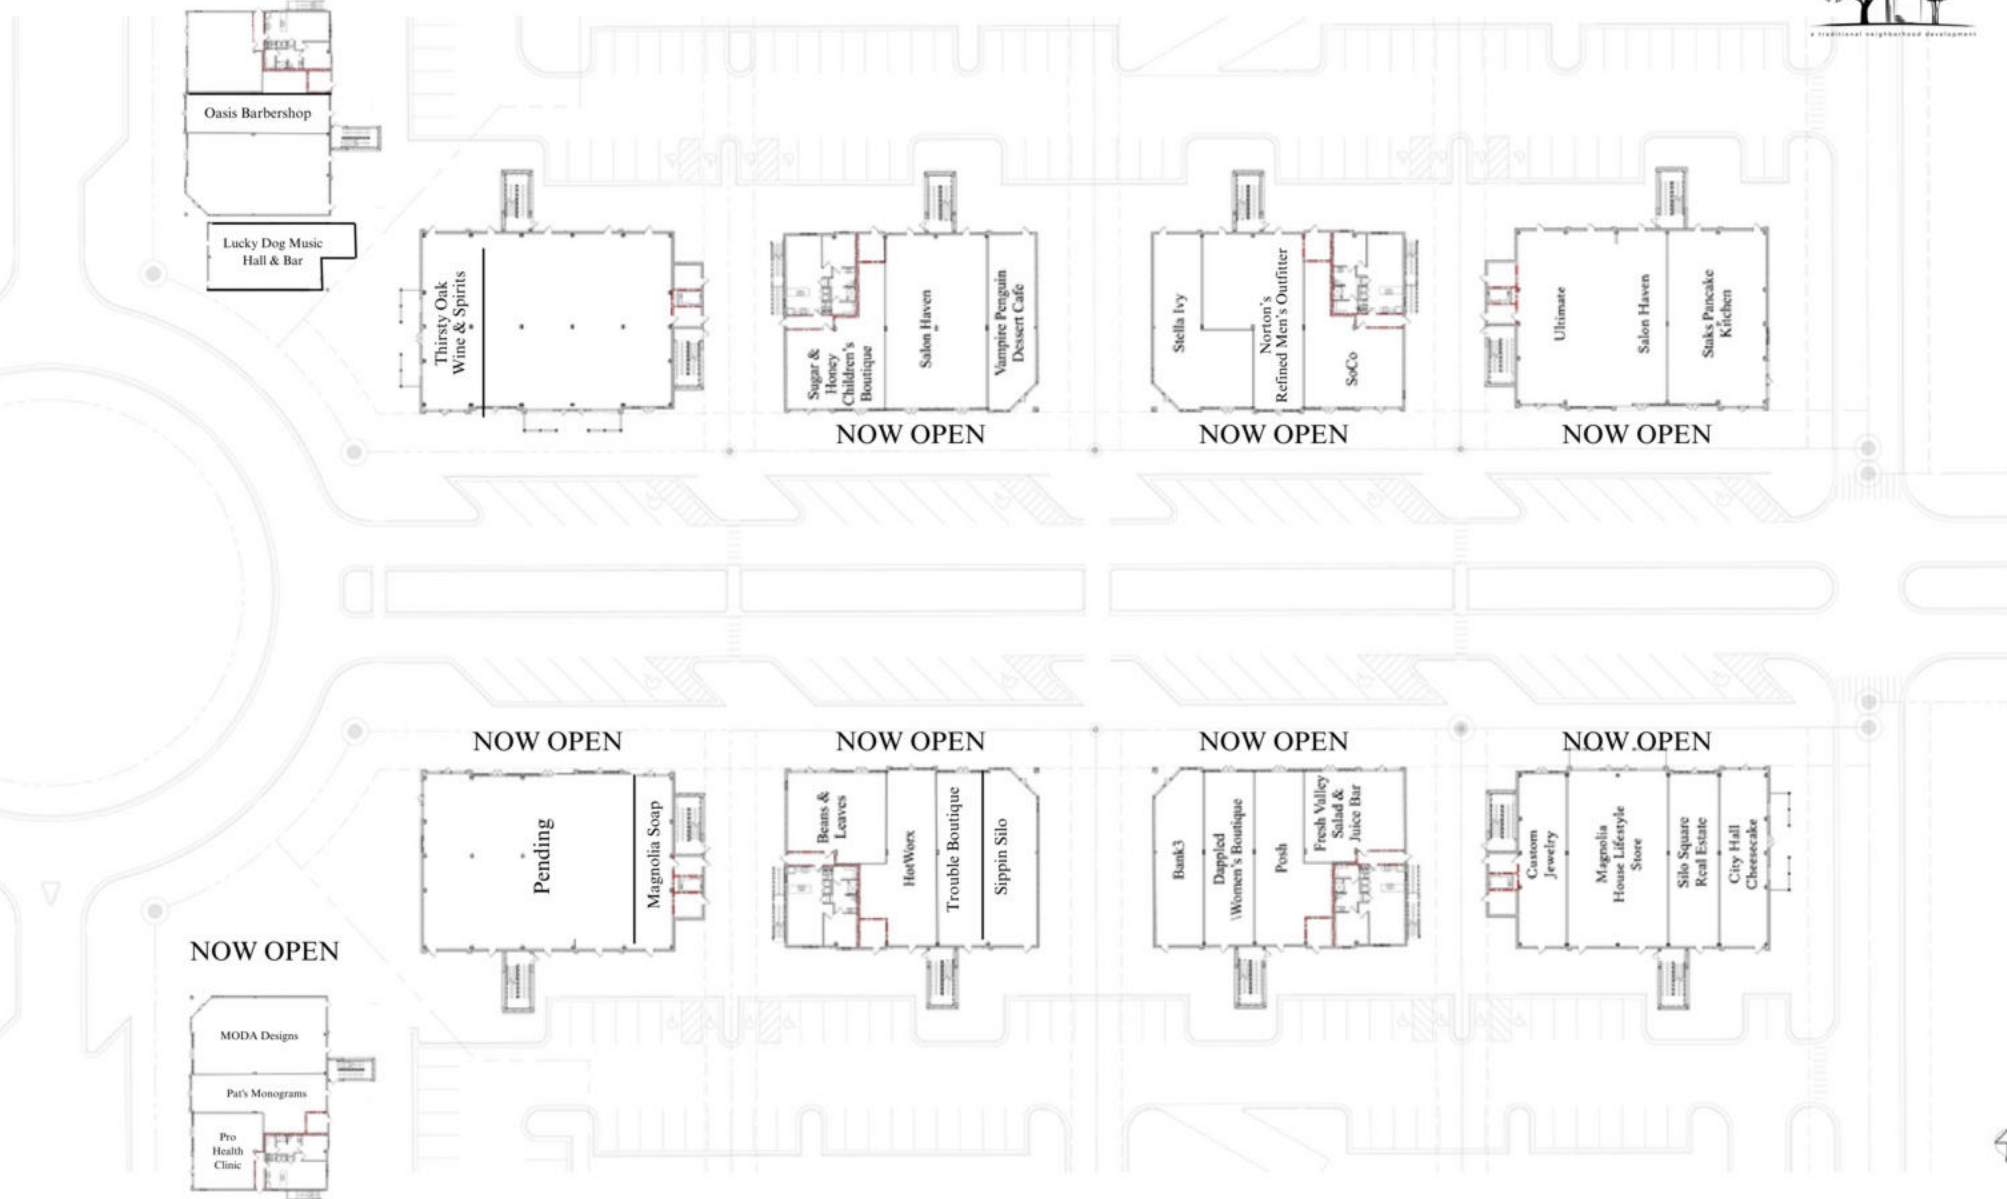 a traditional neighborhood development
Oasis Barbershop
Lucky Dog Music
Hall & Bar
Thirsty Oak
Wine & Spirits
Sugar &
Honey
Children's
Boutique
Salon Haven
Vampire Penguin
Dessert Cafe
NOW OPEN
Stella Ivy
Norton's
Refined Men's Outfitter
SoCo
NOW OPEN
Ultimate
Salon Haven
Staks Pancake
Kitchen
NOW OPEN
NOW OPEN
Pending
Magnolia Soap
NOW OPEN
Beans &
Leaves
HotWorx
Trouble Boutique
Sippin Silo
NOW OPEN
Bank3
Dappled
\Women's Boutique
Posh
Fresh Valley
Salad &
Juice Bar
NOW OPEN
Custom
Jewelry
Magnolia
House Lifestyle
Store
Silo Square
Real Estate
City Hall
Cheesecake
NOW OPEN
MODA Designs
Pat's Monograms
Pro
Health
Clinic